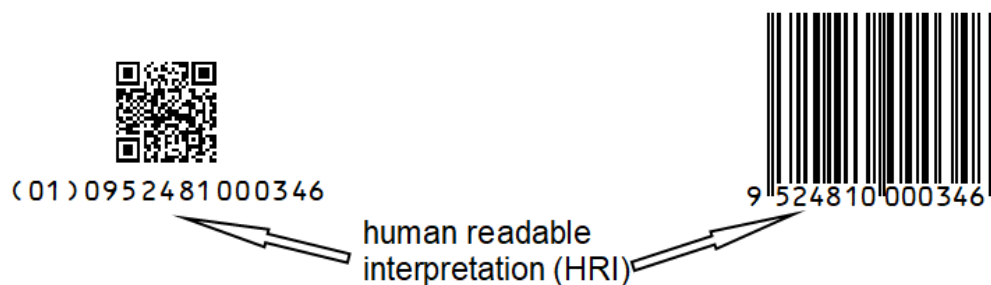 (01)0952481000346
9 524810 000346
human readable
interpretation (HRI)